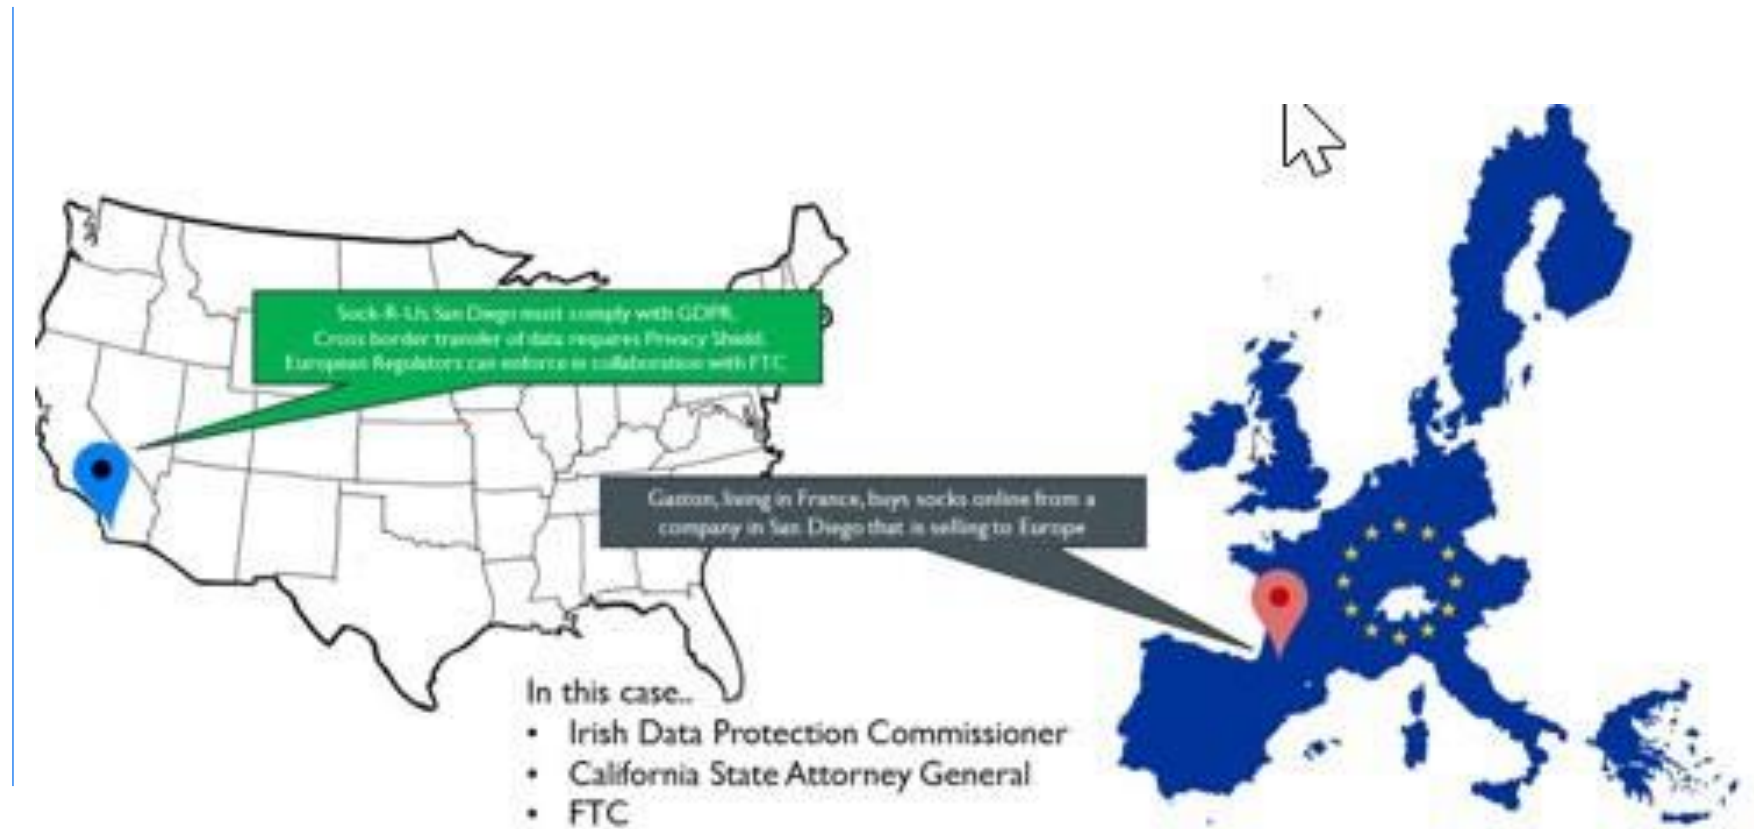 Sock-R-Us San Diego must comply with GDPR.
Cross border transfer of data requires Privacy Shield.
European Regulators can enforce in collaboration with FTC
Gaston, living in France, buys socks online from a
company in San Diego that is selling to Europe
In this case..
• Irish Data Protection Commissioner
• California State Attorney General
• FTC